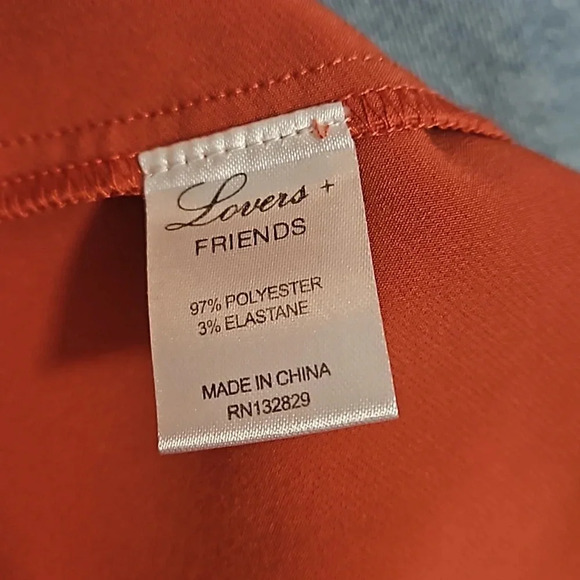 Lovers +
FRIENDS
97% POLYESTER
3% ELASTANE
MADE IN CHINA
RN132829